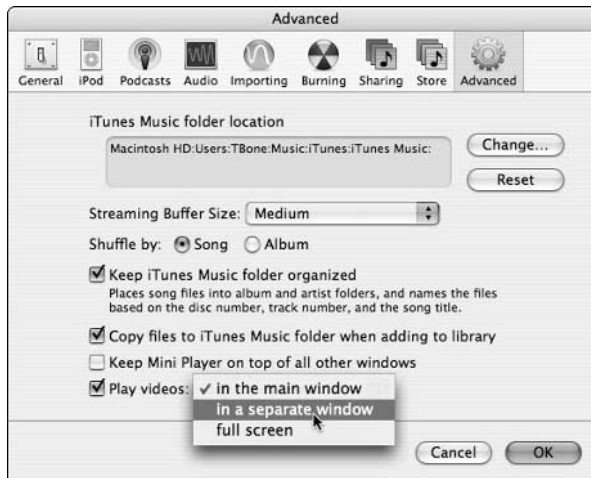 Advanced
General iPod Podcasts Audio Importing Burning Sharing Store Advanced
iTunes Music folder location
Macintosh HD:Users:TBone:Music:iTunes:iTunes Music:
Change...
Reset
Streaming Buffer Size: Medium
Shuffle by: Song Album
Keep iTunes Music folder organized
Places song files into album and artist folders, and names the files
based on the disc number, track number, and the song title.
Copy files to iTunes Music folder when adding to library
Keep Mini Player on top of all other windows
Play videos: ✓ in the main window
in a separate window
full screen
Cancel OK